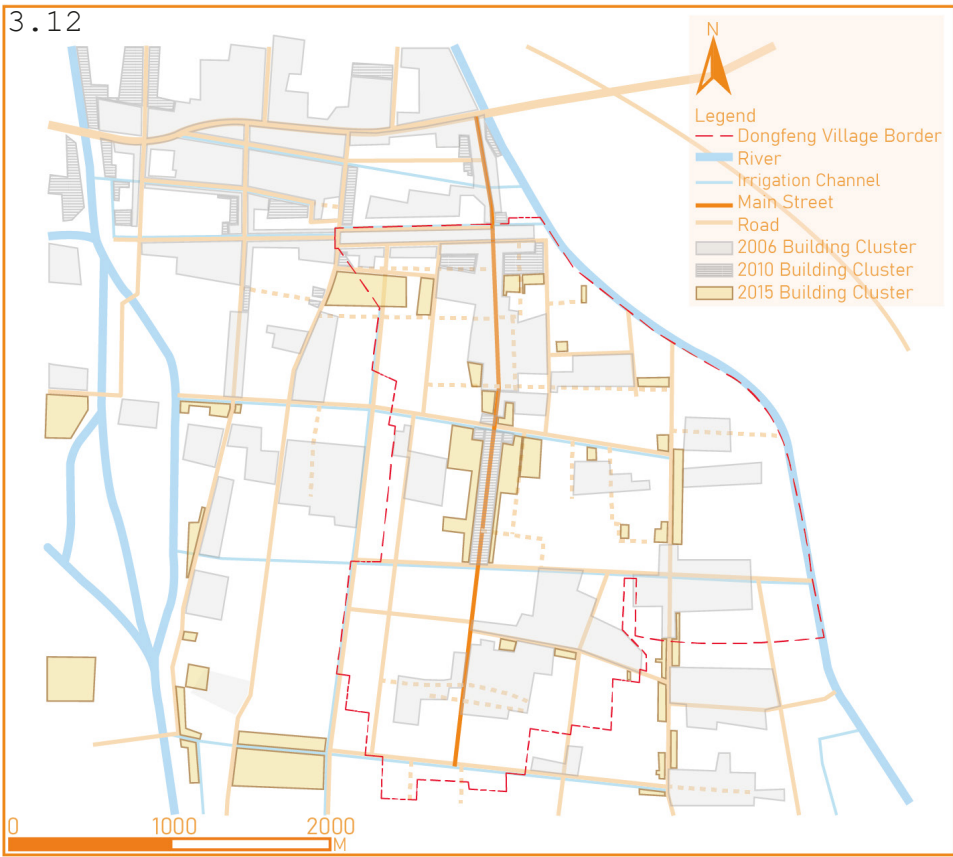 3.12
N
Legend
Dongfeng Village Border
River
Irrigation Channel
Main Street
Road
2006 Building Cluster
2010 Building Cluster
2015 Building Cluster
0 1000 2000
M